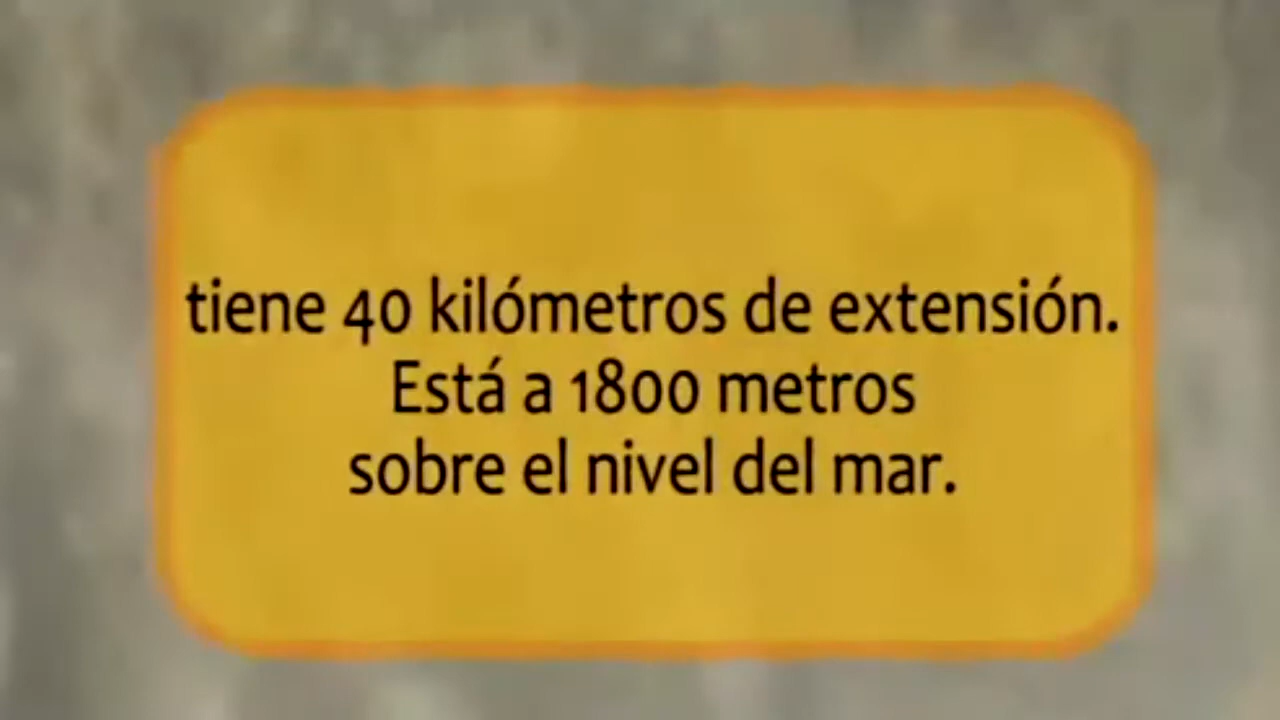 tiene 40 kilómetros de extensión.
Está a 1800 metros
sobre el nivel del mar.